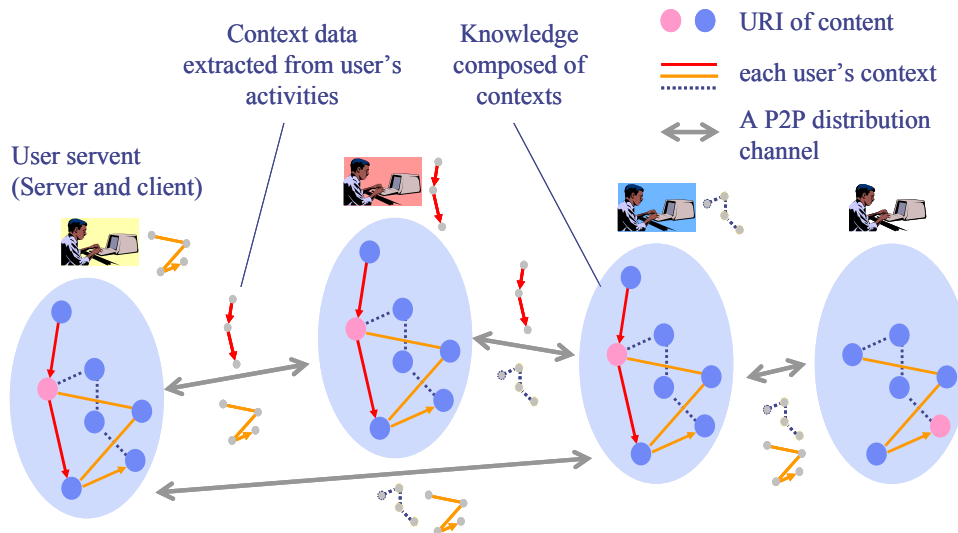 Context data
extracted from user's
activities
Knowledge
composed of
contexts
URI of content
each user's context
A P2P distribution
channel
User servent
(Server and client)